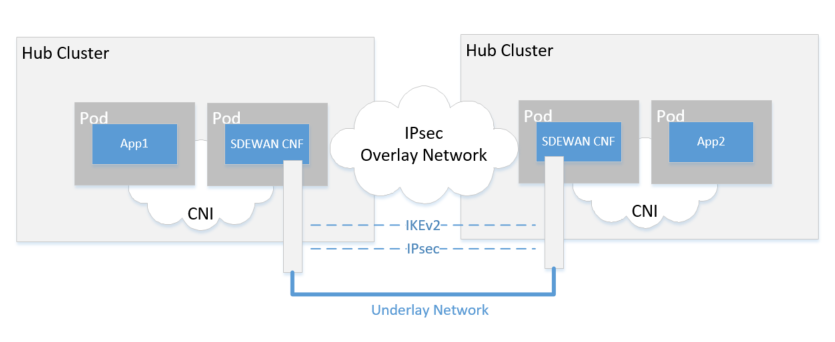 Hub Cluster
Hub Cluster
Pod
App1
Pod
SDEWAN CNF
IPsec
Overlay Network
Pod
SDEWAN CNF
Pod
App2
CNI
CNI
IKEv2
IPsec
Underlay Network